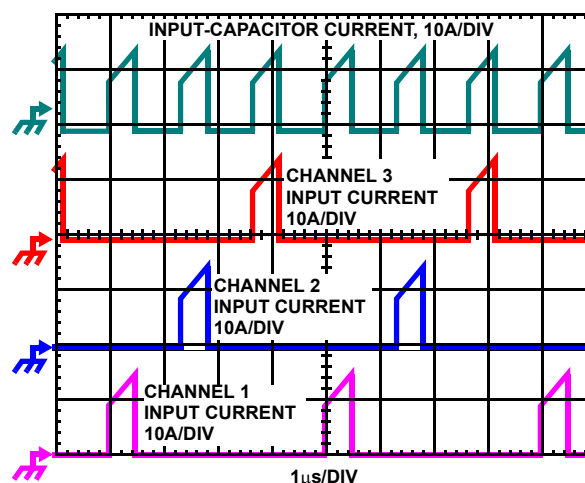 INPUT-CAPACITOR CURRENT, 10A/DIV
CHANNEL 3
INPUT CURRENT
10A/DIV
CHANNEL 2
INPUT CURRENT
10A/DIV
CHANNEL 1
INPUT CURRENT
10A/DIV
1μs/DIV